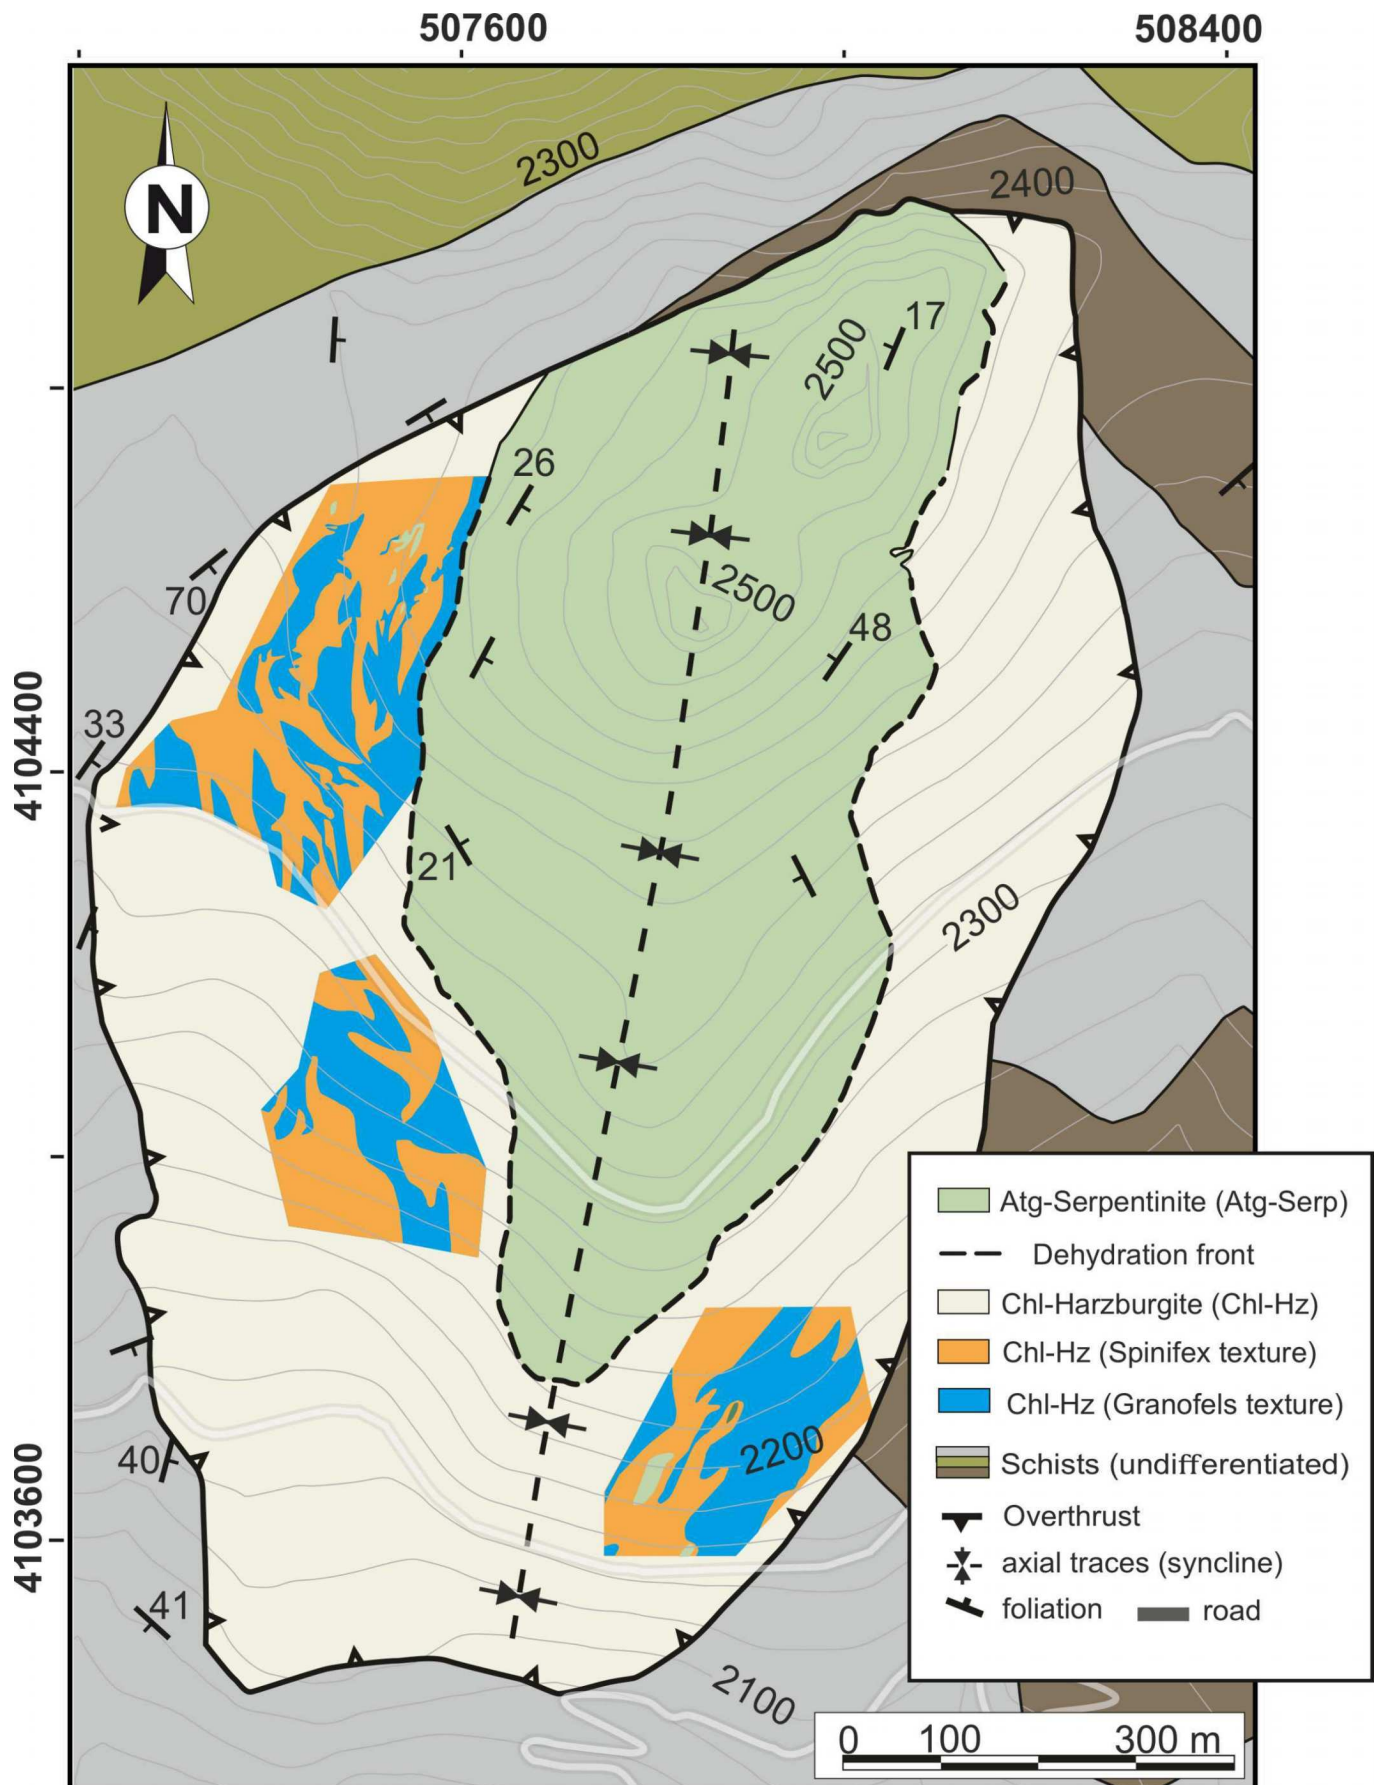 507600
508400
N
2300
2400
17
2500
26
2500
48
70
33
4104400
21
2300
Atg-Serpentinite (Atg-Serp)
Dehydration front
Chl-Harzburgite (Chl-Hz)
Chl-Hz (Spinifex texture)
Chl-Hz (Granofels texture)
2200
40
Schists (undifferentiated)
Overthrust
4103600
axial traces (syncline)
41
foliation
road
2100
0 100 300 m